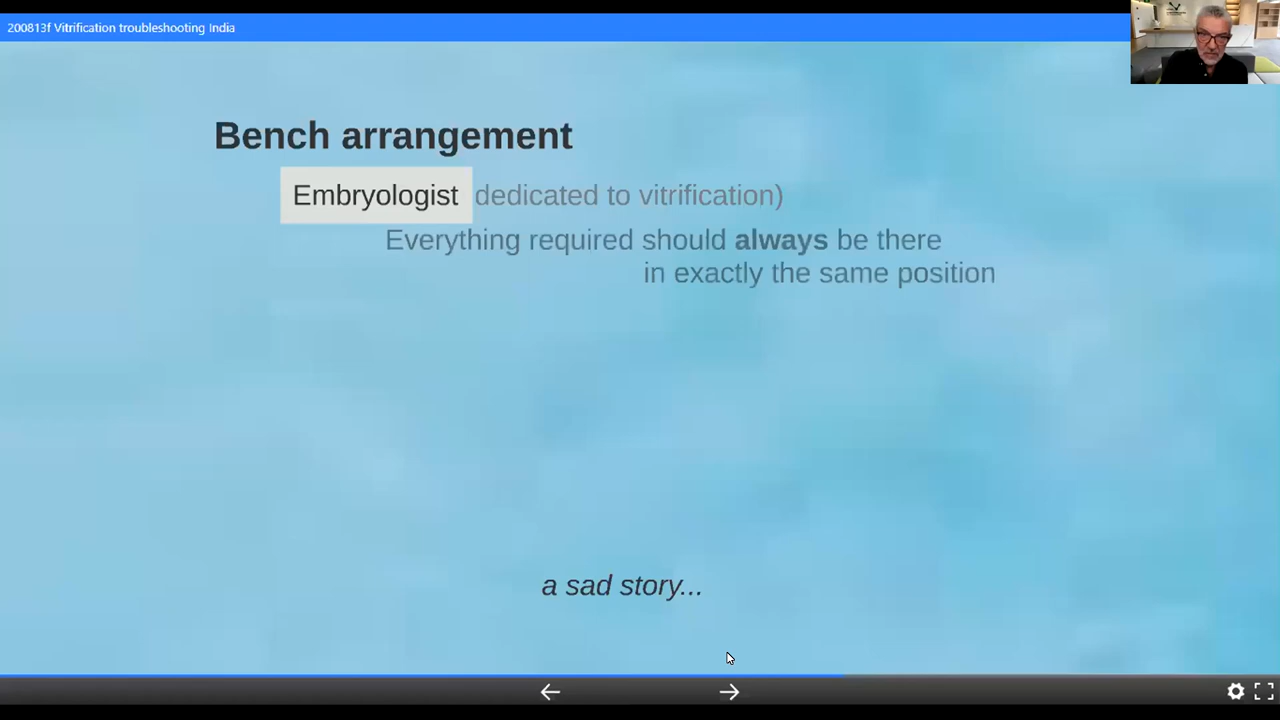 200813f Vitrification troubleshooting India
Bench arrangement
Embryologist dedicated to vitrification)
Everything required should always be there
in exactly the same position
a sad story...